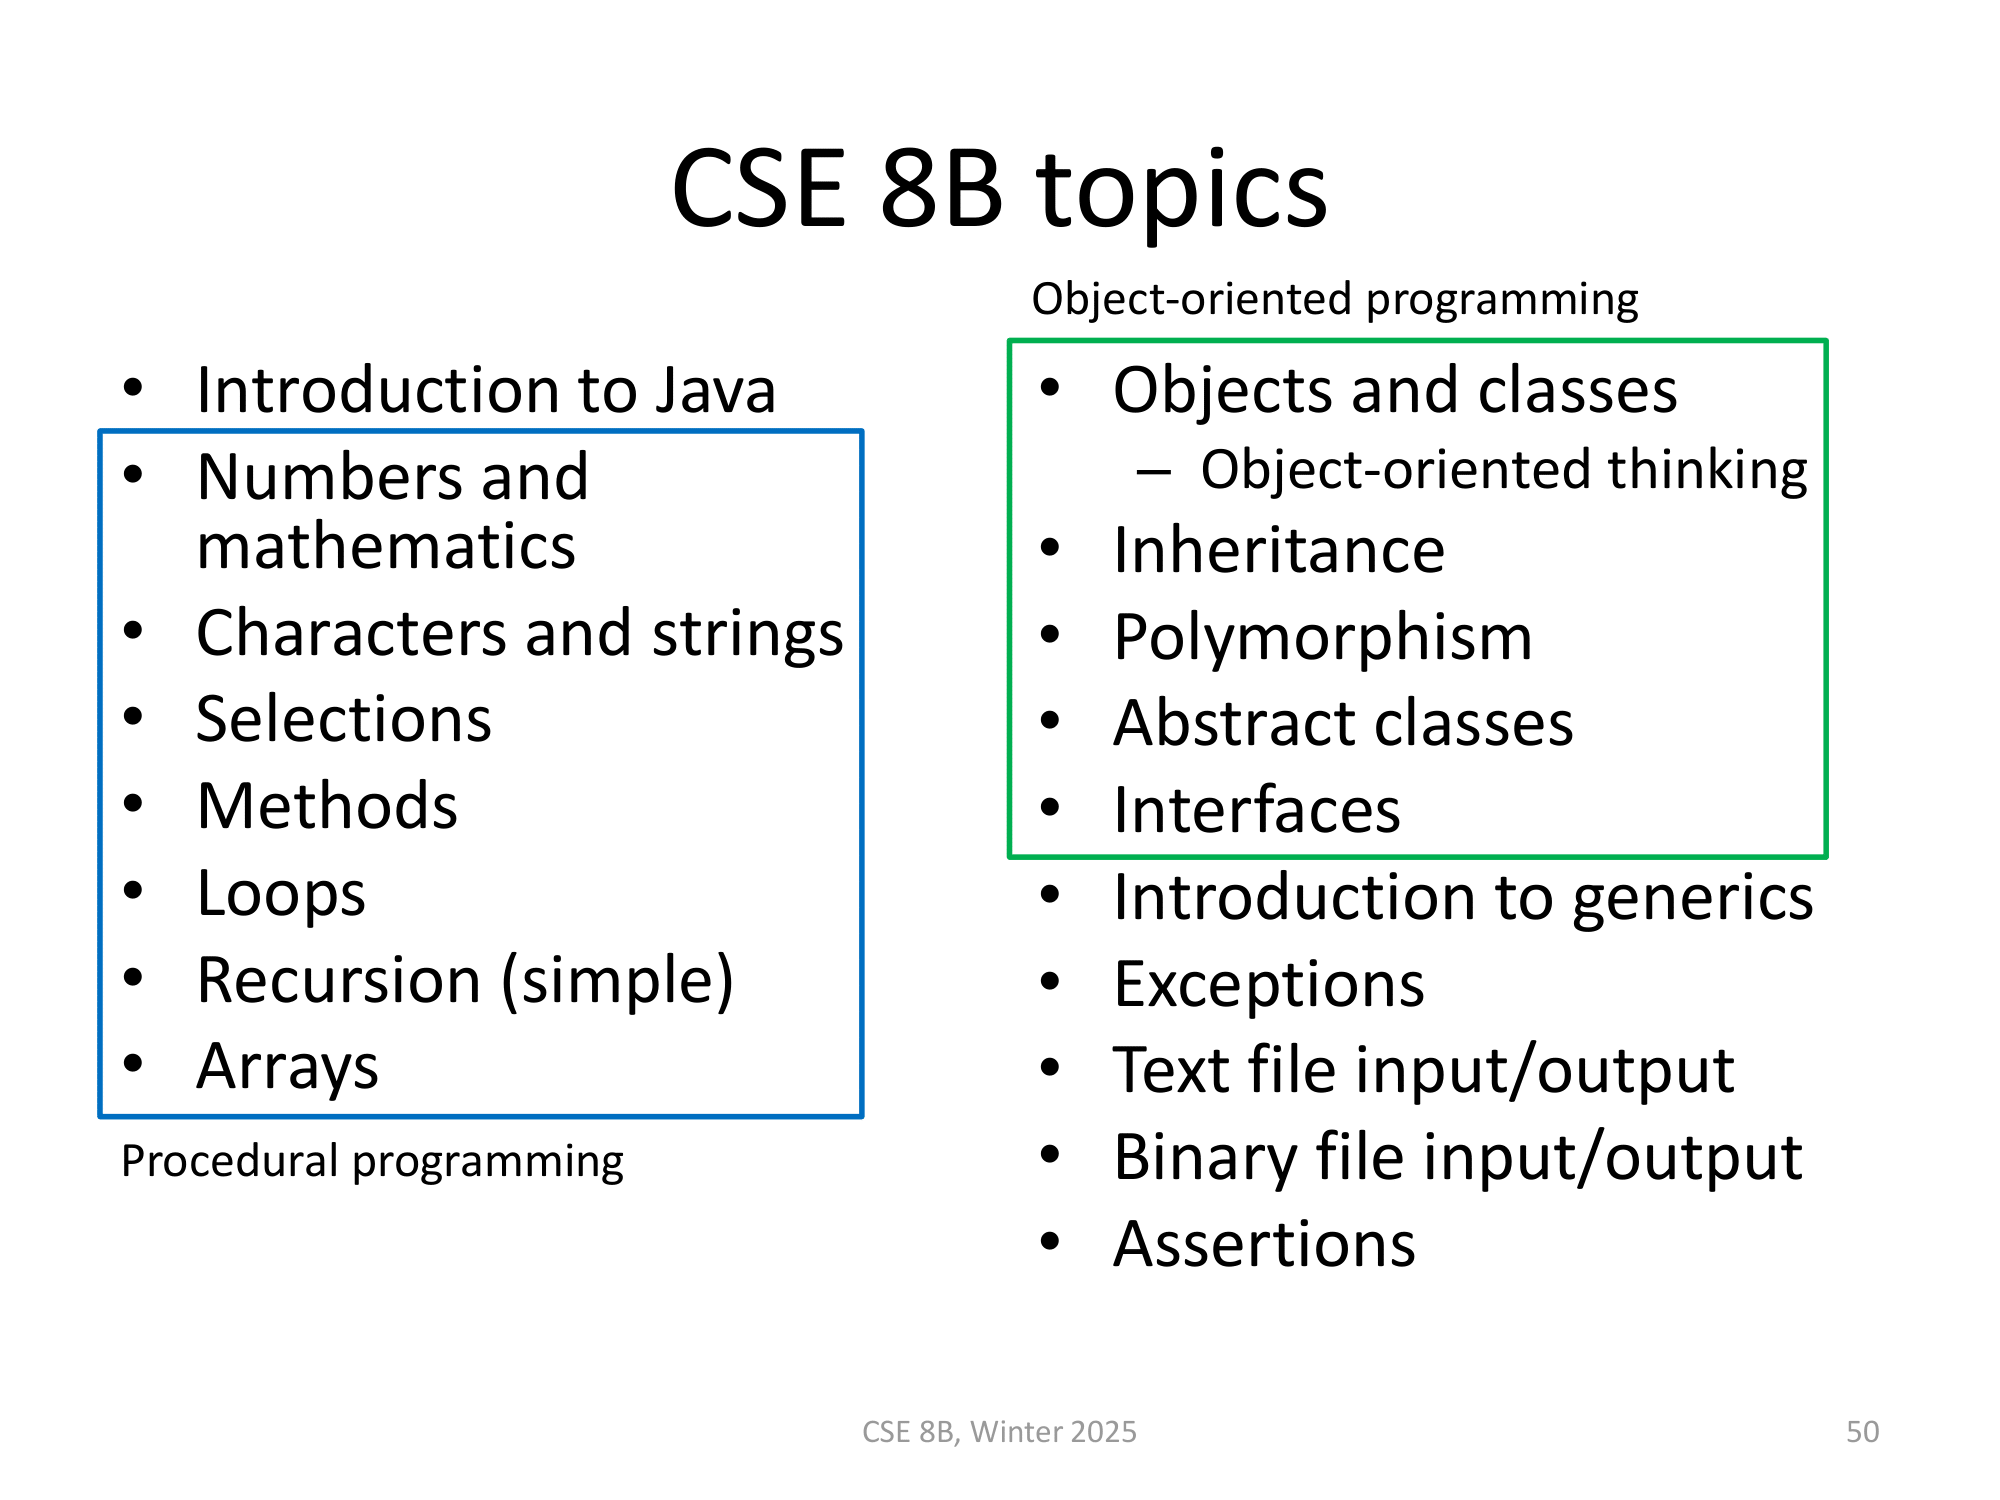 CSE 8B topics
• Introduction to Java
• Numbers and
mathematics
• Characters and strings
• Selections
• Methods
• Loops
• Recursion (simple)
• Arrays
Procedural programming
Object-oriented programming
• Objects and classes
– Object-oriented thinking
• Inheritance
• Polymorphism
• Abstract classes
• Interfaces
• Introduction to generics
• Exceptions
• Text file input/output
• Binary file input/output
• Assertions
CSE 8B, Winter 2025
50